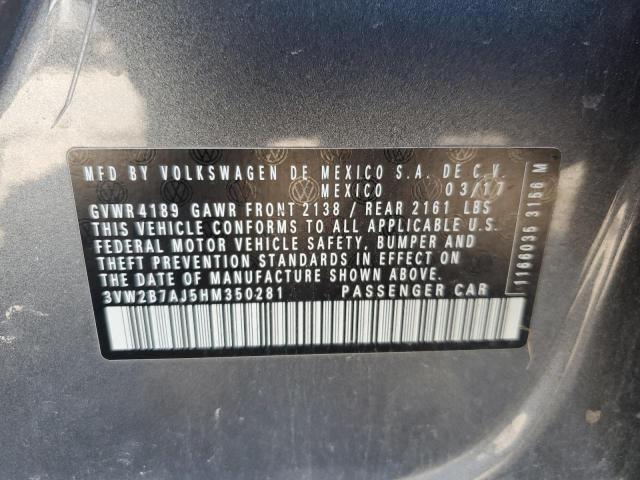 MFD BY VOLKSWAGEN DE MEXICO S.A. DE C.V.
MEXICO 03/17
GVWR 4189 GAWR FRONT 2138 / REAR 2161 LBS
THIS VEHICLE CONFORMS TO ALL APPLICABLE U.S.
FEDERAL MOTOR VEHICLE SAFETY, BUMPER AND
THEFT PREVENTION STANDARDS IN EFFECT ON
THE DATE OF MANUFACTURE SHOWN ABOVE.
3VW2B7AJ5HM350281 PASSENGER CAR
1166036 3156 M